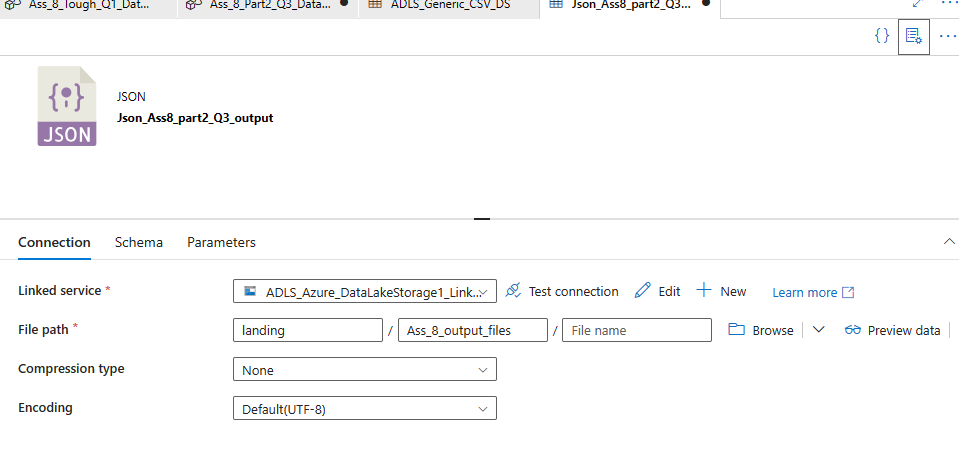 Ass_8_Tough_Q1_Dat...
Ass_8_Part2_Q3_Data...
ADLS_Generic_CSV_DS
Json_Ass8_part2_Q3...
{ }
JSON
JSON
Json_Ass8_part2_Q3_output
Connection
Schema
Parameters
Linked service *
ADLS_Azure_DataLakeStorage1_Link...
Test connection
Edit
New
Learn more
File path *
landing / Ass_8_output_files / File name
Browse
Preview data
Compression type
None
Encoding
Default(UTF-8)